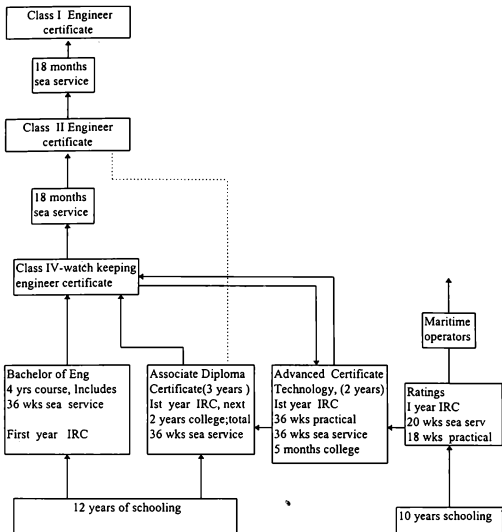 Class I Engineer
certificate
18 months
sea service
Class II Engineer
certificate
18 months
sea service
Class IV-watch keeping
engineer certificate
Maritime
operators
Bachelor of Eng
4 yrs course, Includes
36 wks sea service
First year IRC
Associate Diploma
Certificate(3 years )
Ist year IRC, next
2 years college;total
36 wks sea service
Advanced Certificate
Technology, (2 years)
Ist year IRC
36 wks practical
36 wks sea service
5 months college
Ratings
I year IRC
20 wks sea serv
18 wks practical
12 years of schooling
10 years schooling